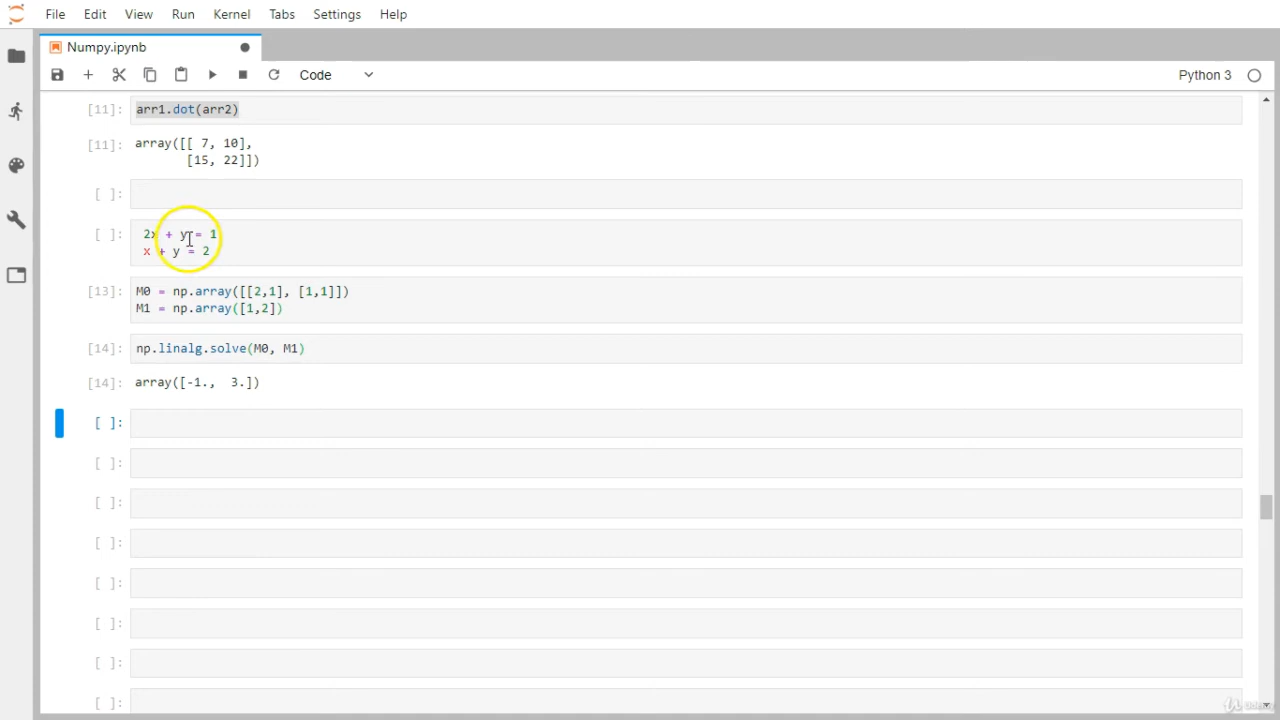 File Edit View Run Kernel Tabs Settings Help
Numpy.ipynb
Code Python 3
[11]: arr1.dot(arr2)
[11]: array([[ 7, 10],
[15, 22]])
[ ]:
[ ]: 2x + y = 1
x + y = 2
[13]: M0 = np.array([[2,1], [1,1]])
M1 = np.array([1,2])
[14]: np.linalg.solve(M0, M1)
[14]: array([-1., 3.])
[ ]:
[ ]:
[ ]:
[ ]:
[ ]:
[ ]:
[ ]:
[ ]: